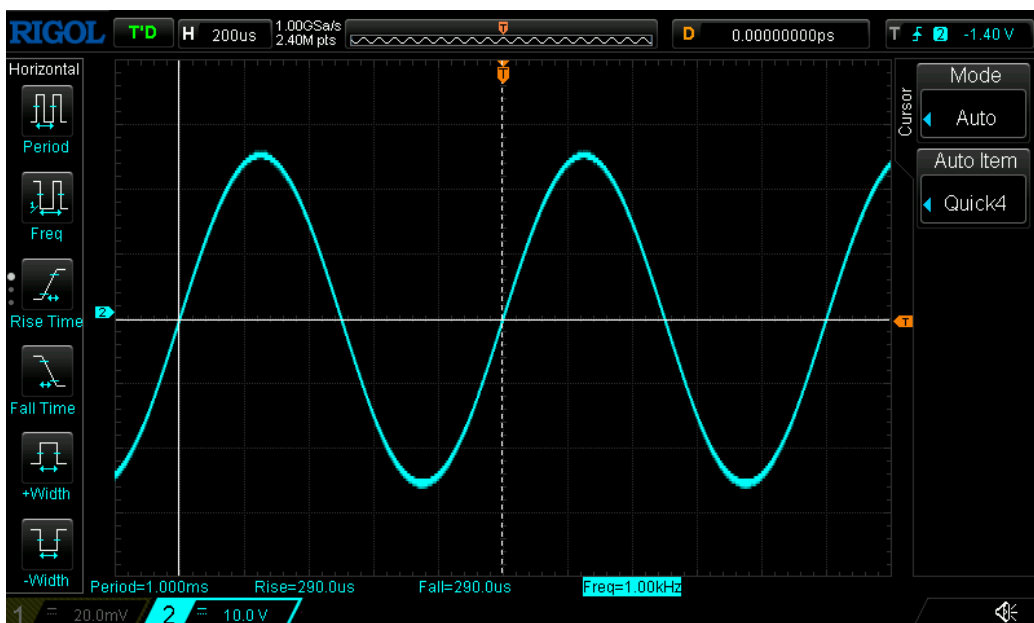 RIGOL T'D H 200us 1.00GSa/s 2.40M pts T D 0.00000000ps T 2 -1.40 V
Horizontal
Period
Freq
Rise Time
Fall Time
+Width
-Width
T
2
T
Cursor
Mode
Auto
Auto Item
Quick4
Period=1.000ms Rise=290.0us Fall=290.0us Freq=1.00kHz
1 20.0mV 2 10.0 V